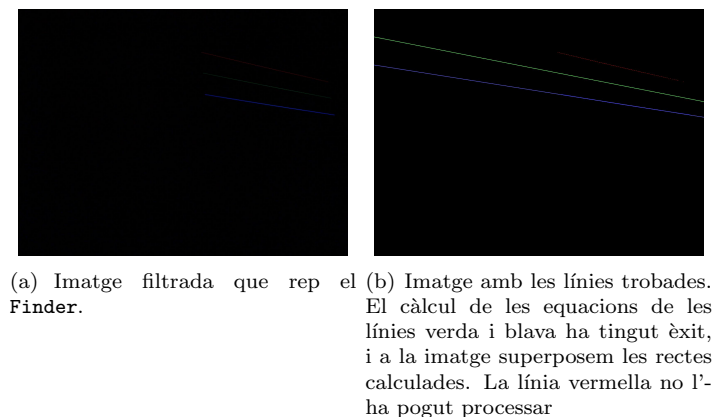 (a) Imatge filtrada que rep el
Finder.
(b) Imatge amb les línies trobades.
El càlcul de les equacions de les
línies verda i blava ha tingut èxit,
i a la imatge superposem les rectes
calculades. La línia vermella no l'-
ha pogut processar